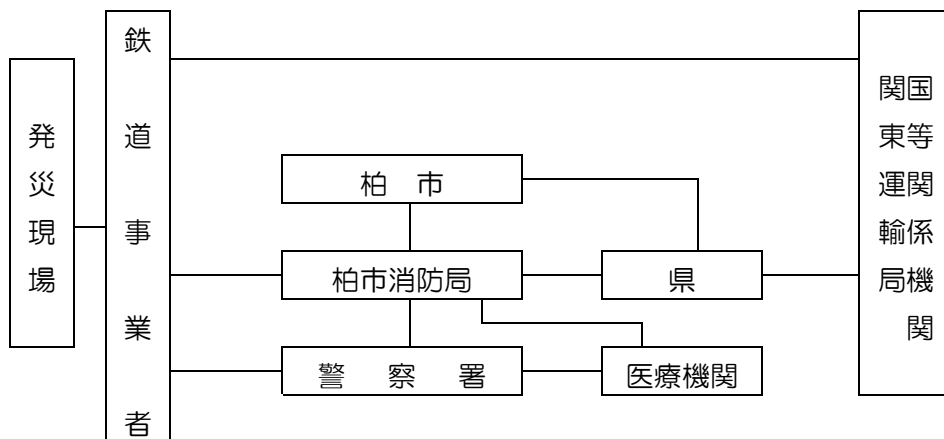 発災現場
鉄道事業者
柏市
柏市消防局
警察署
県
医療機関
国等関係機関
関東運輸局